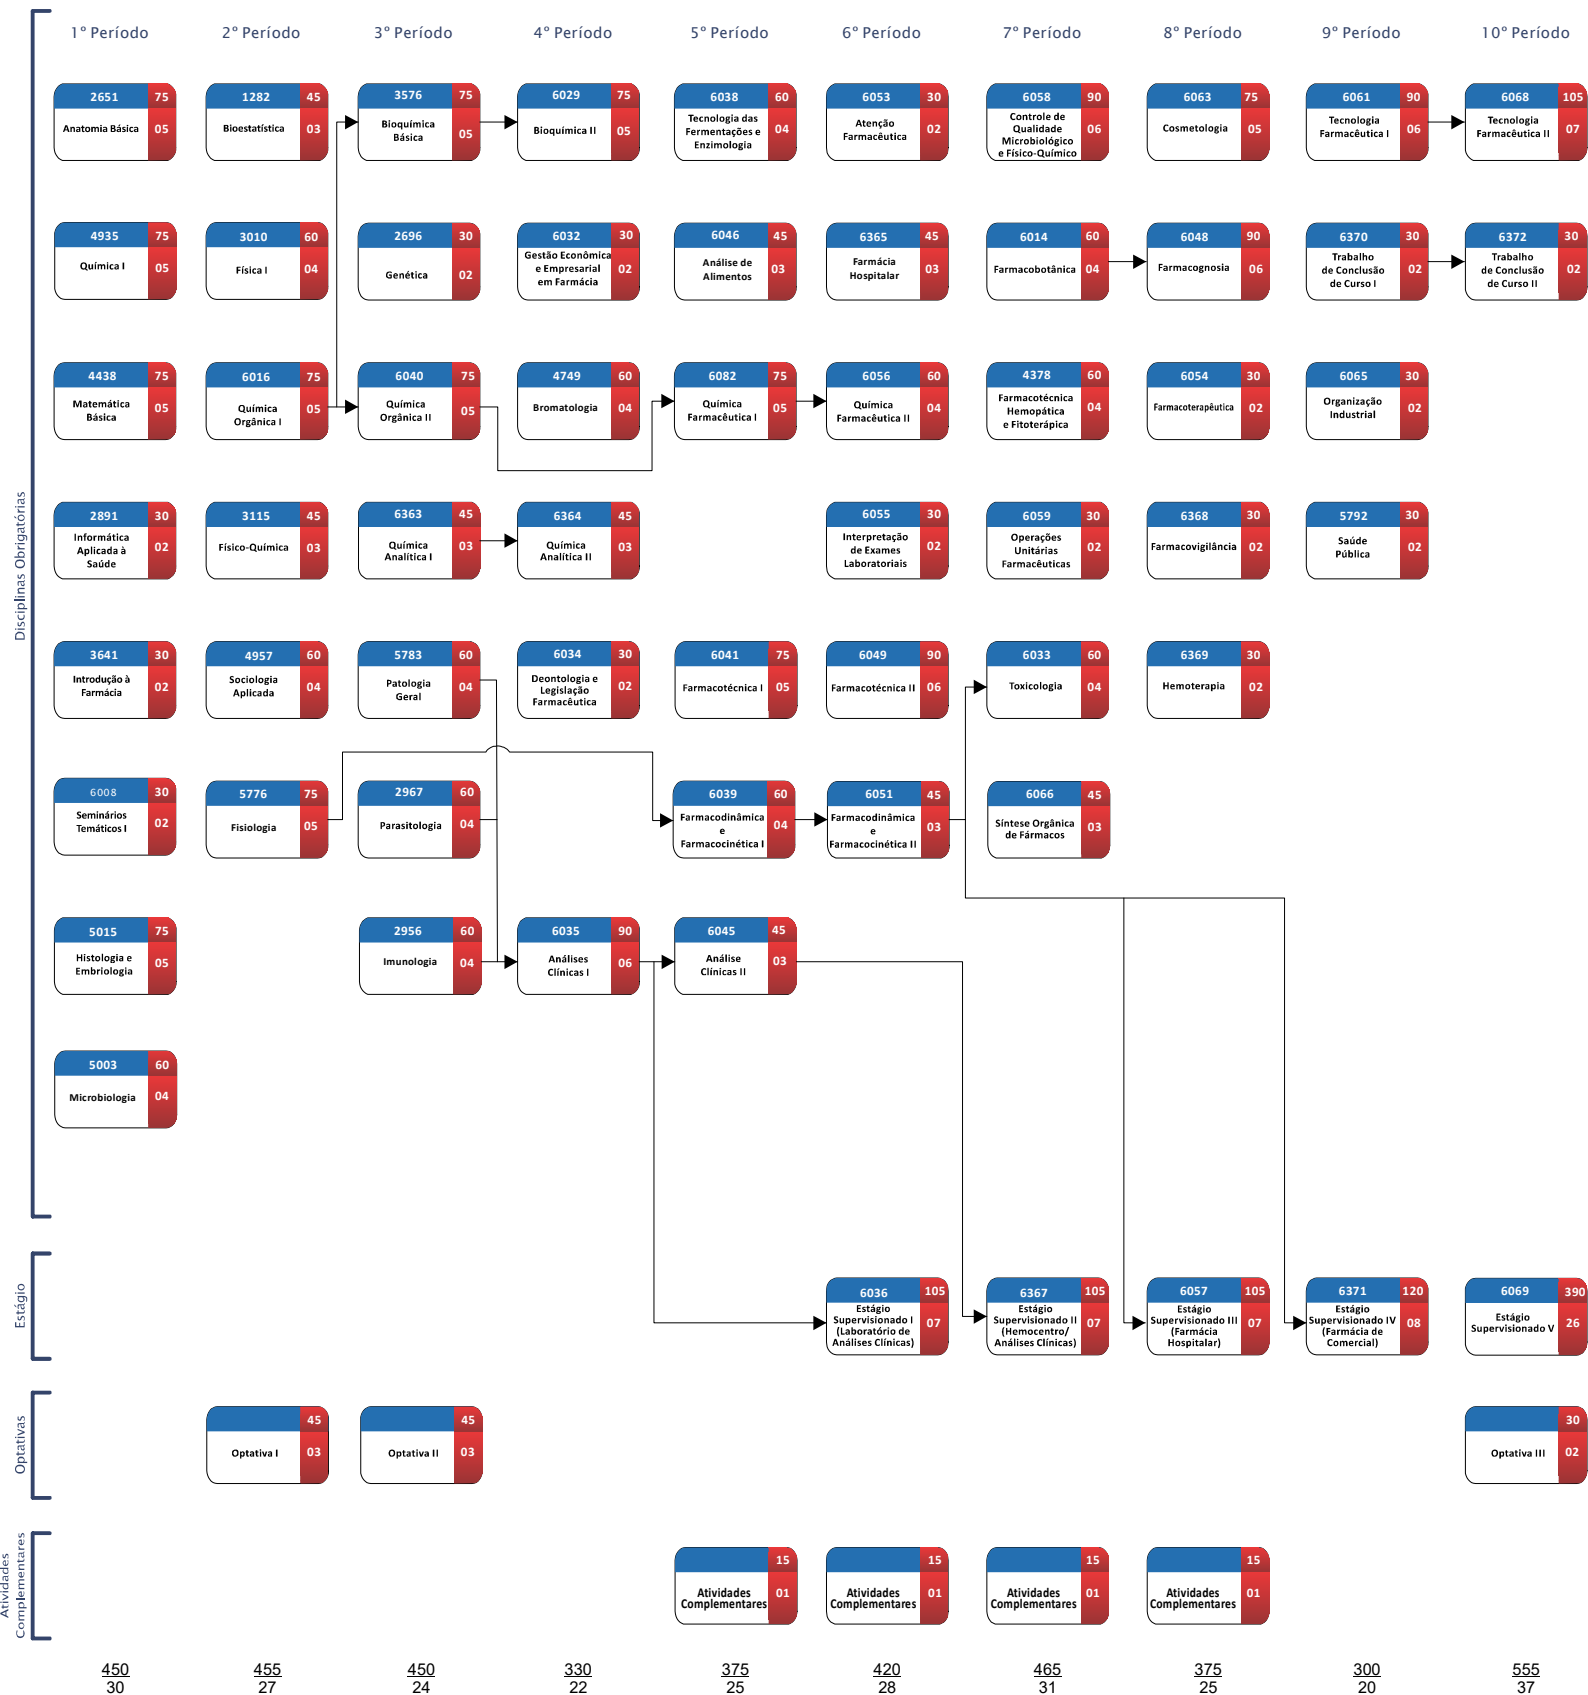 1º Período
2º Período
3º Período
4º Período
5º Período
6º Período
7º Período
8º Período
9º Período
10º Período
Disciplinas Obrigatórias
2651 75
Anatomia Básica 05
1282 45
Bioestatística 03
3576 75
Bioquímica
Básica
05
6029 75
Bioquímica II 05
6038 60
Tecnologia das
Fermentações e
Enzimologia
04
6053 30
Atenção
Farmacêutica
02
6058 90
Controle de
Qualidade
Microbiológico
e Físico-Químico
06
6063 75
Cosmetologia 05
6061 90
Tecnologia
Farmacêutica I
06
6068 105
Tecnologia
Farmacêutica II
07
4935 75
Química I 05
3010 60
Física I 04
2696 30
Genética 02
6032 30
Gestão Econômica
e Empresarial
em Farmácia
02
6046 45
Análise de
Alimentos
03
6365 45
Farmácia
Hospitalar
03
6014 60
Farmacobotânica 04
6048 90
Farmacognosia 06
6370 30
Trabalho
de Conclusão
de Curso I
02
6372 30
Trabalho
de Conclusão
de Curso II
02
4438 75
Matemática
Básica
05
6016 75
Química
Orgânica I
05
6040 75
Química
Orgânica II
05
4749 60
Bromatologia 04
6082 75
Química
Farmacêutica I
05
6056 60
Química
Farmacêutica II
04
4378 60
Farmacotécnica
Hemopática
e Fitoterápica
04
6054 30
Farmacoterapêutica 02
6065 30
Organização
Industrial
02
2891 30
Informática
Aplicada à
Saúde
02
3115 45
Físico-Química 03
6363 45
Química
Analítica I
03
6364 45
Química
Analítica II
03
6055 30
Interpretação
de Exames
Laboratoriais
02
6059 30
Operações
Unitárias
Farmacêuticas
02
6368 30
Farmacovigilância 02
5792 30
Saúde
Pública
02
3641 30
Introdução à
Farmácia
02
4957 60
Sociologia
Aplicada
04
5783 60
Patologia
Geral
04
6034 30
Deontologia e
Legislação
Farmacêutica
02
6041 75
Farmacotécnica I 05
6049 90
Farmacotécnica II 06
6033 60
Toxicologia 04
6369 30
Hemoterapia 02
6008 30
Seminários
Temáticos I
02
5776 75
Fisiologia 05
2967 60
Parasitologia 04
6039 60
Farmacodinâmica
e
Farmacocinética I
04
6051 45
Farmacodinâmica
e
Farmacocinética II
03
6066 45
Síntese Orgânica
de Fármacos
03
5015 75
Histologia e
Embriologia
05
2956 60
Imunologia 04
6035 90
Análises
Clínicas I
06
6045 45
Análise
Clínicas II
03
5003 60
Microbiologia 04
Estágio
6036 105
Estágio
Supervisionado I
(Laboratório de
Análises Clínicas)
07
6367 105
Estágio
Supervisionado II
(Hemocentro/
Análises Clínicas)
07
6057 105
Estágio
Supervisionado III
(Farmácia
Hospitalar)
07
6371 120
Estágio
Supervisionado IV
(Farmácia de
Comercial)
08
6069 390
Estágio
Supervisionado V
26
Optativas
45
Optativa I 03
45
Optativa II 03
30
Optativa III 02
Atividades
Complementares
15
Atividades
Complementares
01
15
Atividades
Complementares
01
15
Atividades
Complementares
01
15
Atividades
Complementares
01
450
30
455
27
450
24
330
22
375
25
420
28
465
31
375
25
300
20
555
37